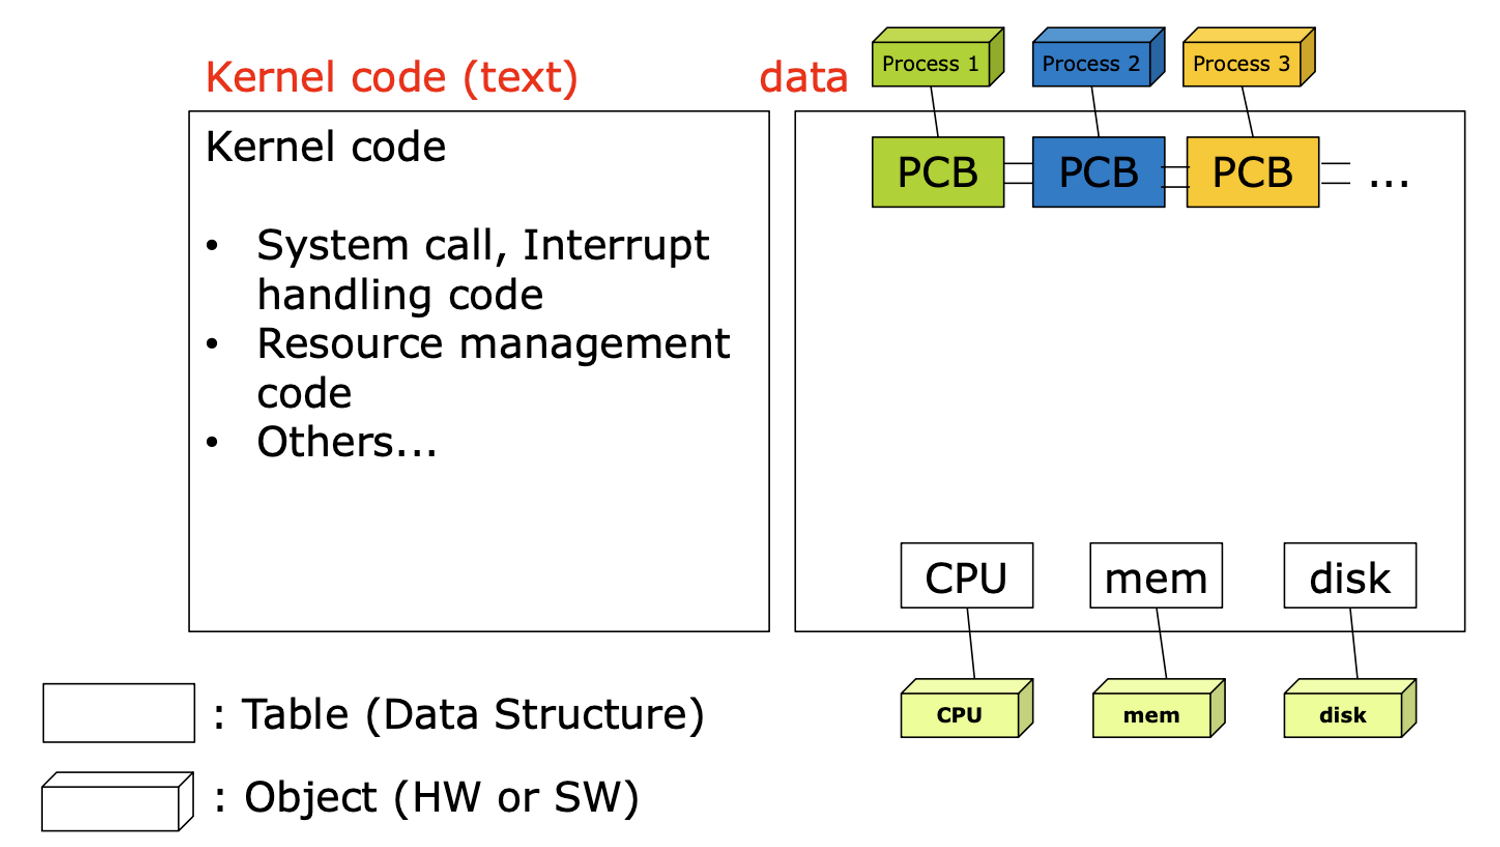 Kernel code (text)
data
Process 1
Process 2
Process 3
Kernel code
• System call, Interrupt
handling code
• Resource management
code
• Others...
PCB
PCB
PCB
...
CPU
mem
disk
CPU
mem
disk
: Table (Data Structure)
: Object (HW or SW)